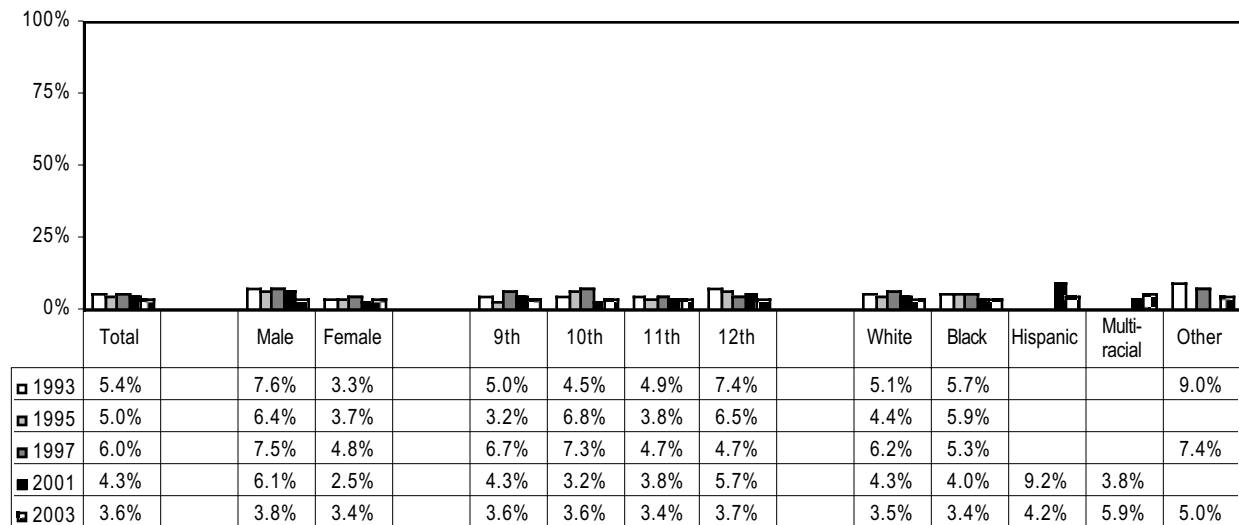 100%
75%
50%
25%
0%
Total Male Female 9th 10th 11th 12th White Black Hispanic Multi-
racial Other
1993 5.4% 7.6% 3.3% 5.0% 4.5% 4.9% 7.4% 5.1% 5.7% 9.0%
1995 5.0% 6.4% 3.7% 3.2% 6.8% 3.8% 6.5% 4.4% 5.9%
1997 6.0% 7.5% 4.8% 6.7% 7.3% 4.7% 4.7% 6.2% 5.3% 7.4%
2001 4.3% 6.1% 2.5% 4.3% 3.2% 3.8% 5.7% 4.3% 4.0% 9.2% 3.8%
2003 3.6% 3.8% 3.4% 3.6% 3.6% 3.4% 3.7% 3.5% 3.4% 4.2% 5.9% 5.0%